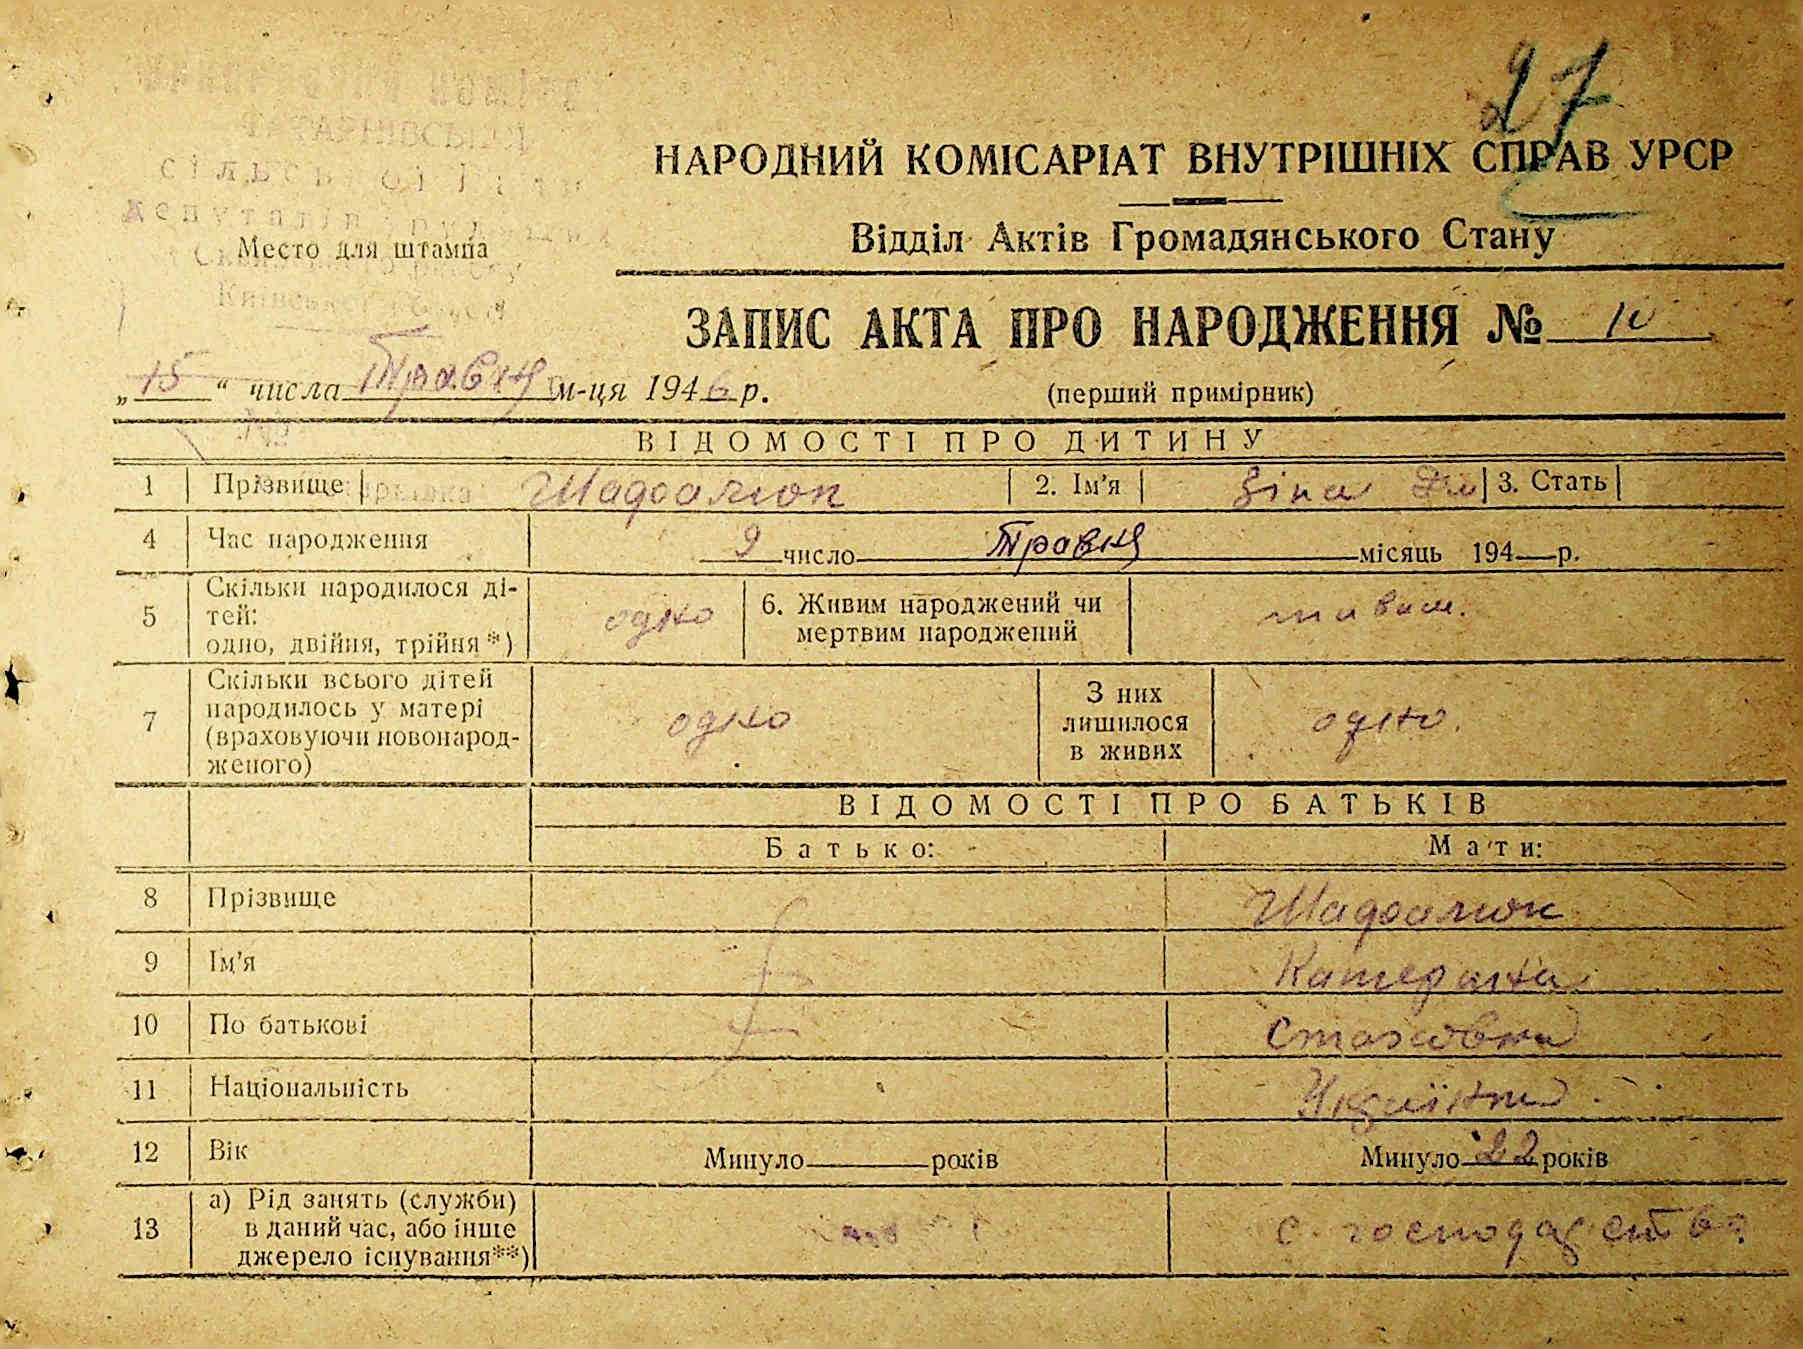 27
НАРОДНИЙ КОМІСАРІАТ ВНУТРІШНІХ СПРАВ УРСР
Место для штампа
Відділ Актів Громадянського Стану
ЗАПИС АКТА ПРО НАРОДЖЕННЯ № 10
„15“ числа Травня м-ця 1946 р.
(перший примірник)
ВІДОМОСТІ ПРО ДИТИНУ
1 Прізвище 2. Ім'я Зіна 3. Стать
4 Час народження 9 число Травня місяць 194 р.
5 Скільки народилося ді-
тей:
одно, двійня, трійня*) одно 6. Живим народжений чи
мертвим народжений живим.
7 Скільки всього дітей
народилось у матері
(враховуючи новонарод-
женого) одно З них
лишилося
в живих одно.
ВІДОМОСТІ ПРО БАТЬКІВ
Батько: Мати:
8 Прізвище
9 Ім'я Катерина
10 По батькові
11 Національність Українка
12 Вік Минуло років Минуло 22 років
13 а) Рід занять (служби)
в даний час, або інше
джерело існування**) с. господарство